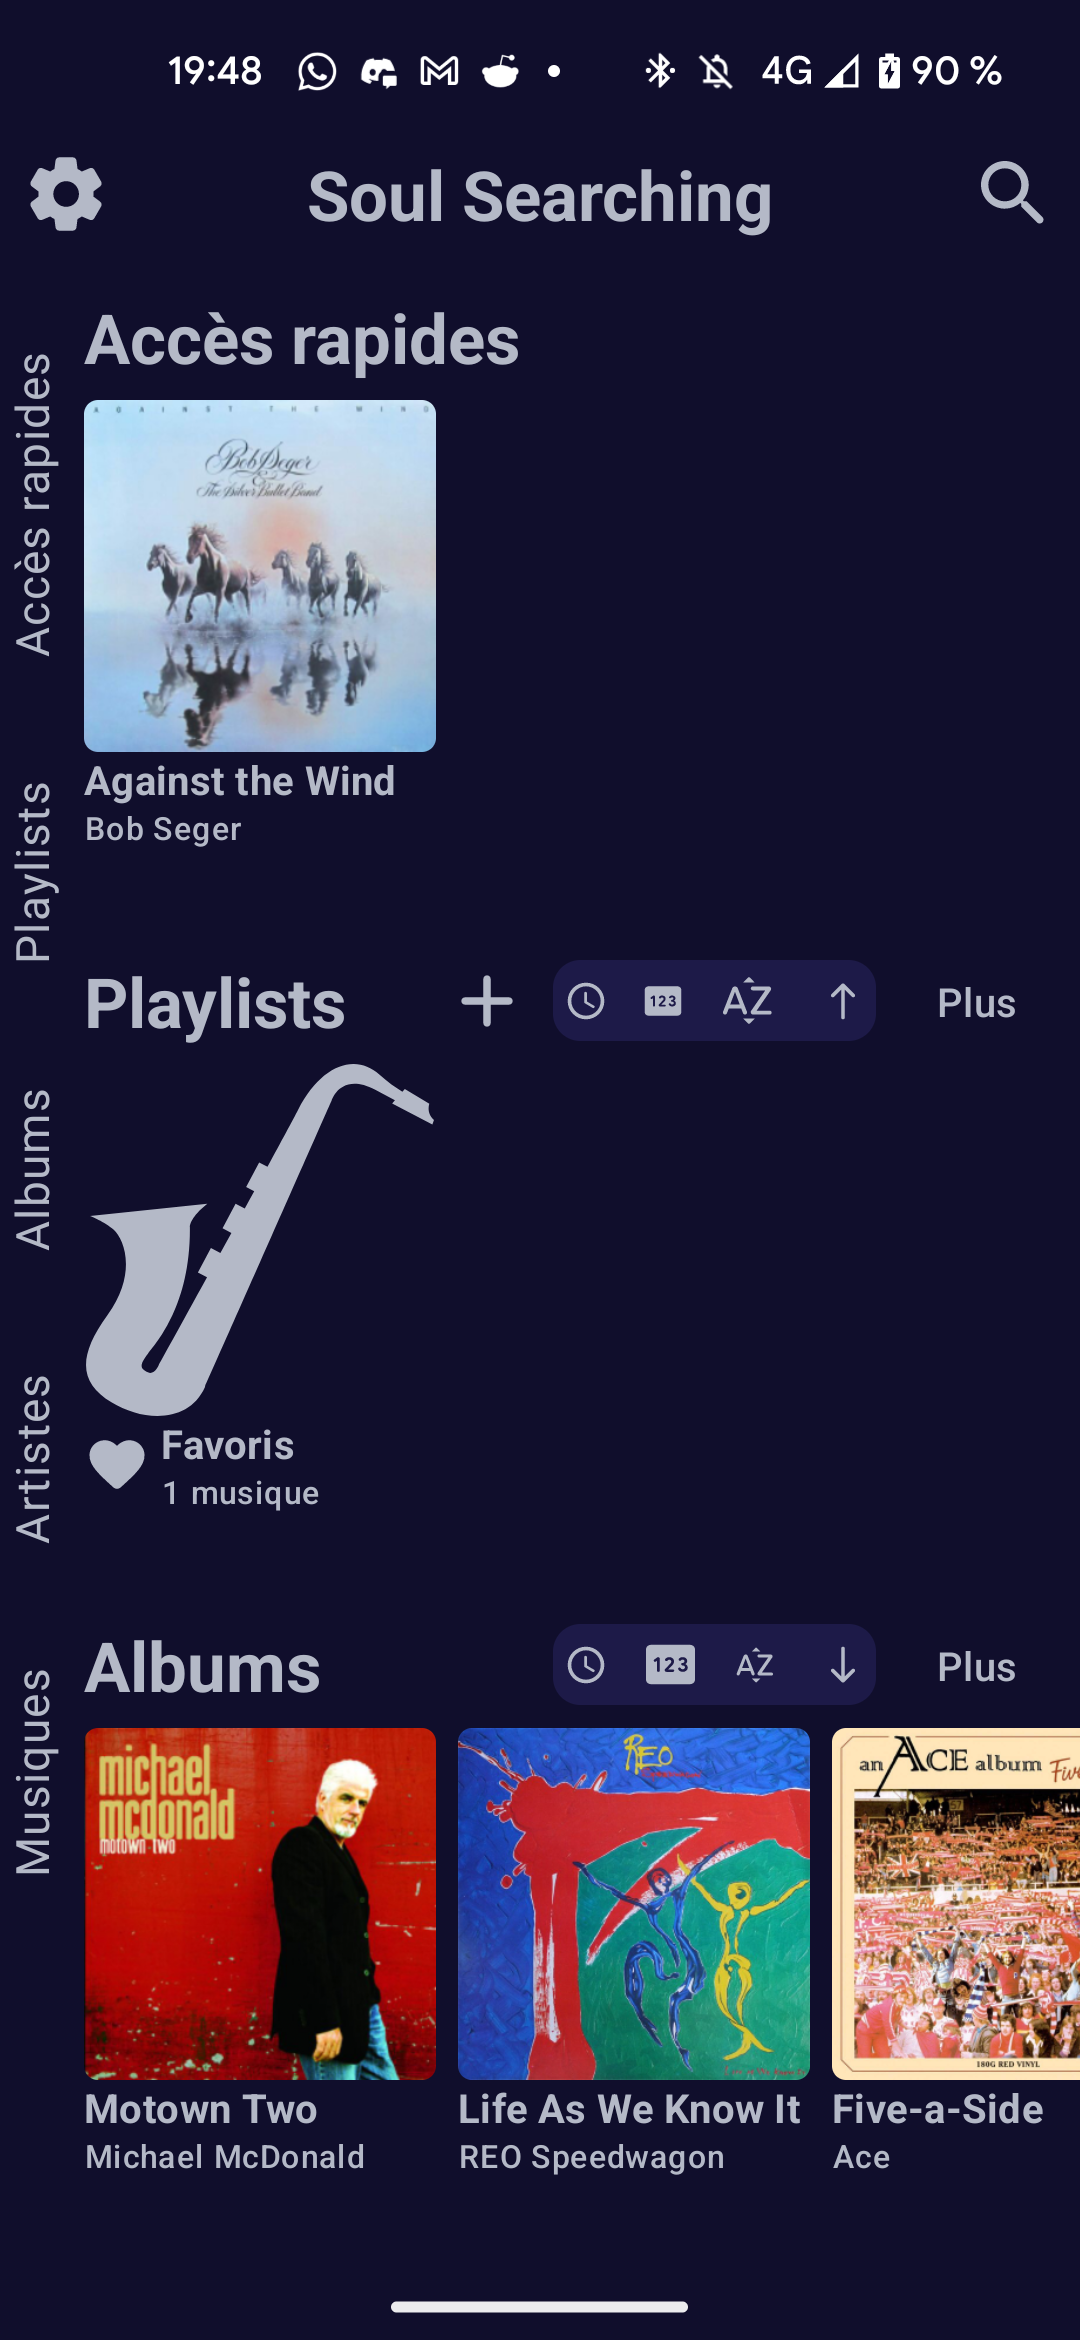 19:48 4G 90 %
Soul Searching
Accès rapides
Accès rapides
AGAINST THE WIND
Bob Seger
&
The Silver Bullet Band
Against the Wind
Bob Seger
Playlists
Playlists
123 AZ Plus
Favoris
1 musique
Albums
Artistes
Albums
123 AZ Plus
Musiques
michael
mcdonald
motown two
REO
an ACE album Five
180G RED VINYL
Motown Two
Michael McDonald
Life As We Know It
REO Speedwagon
Five-a-Side
Ace